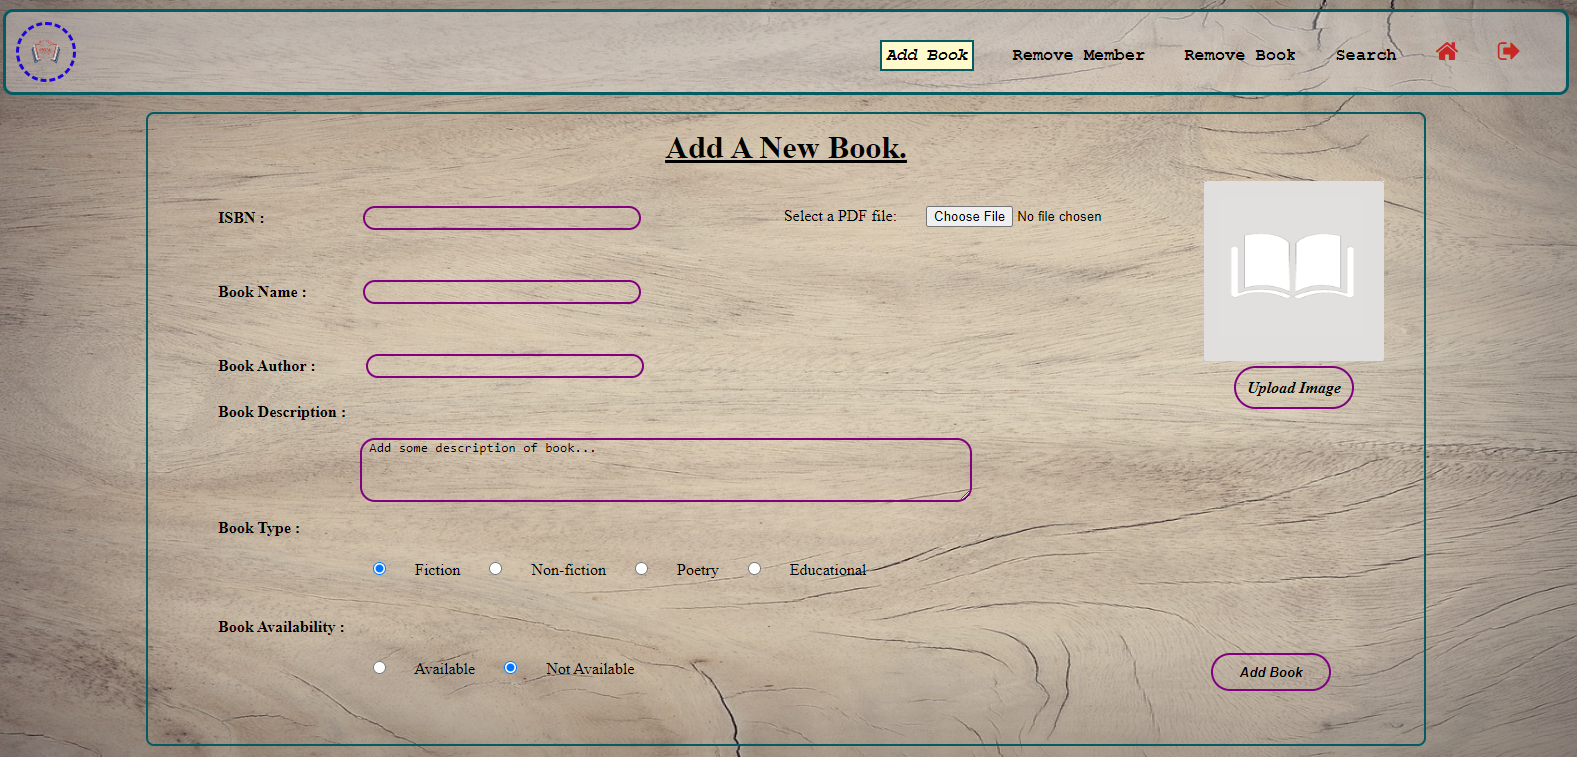 Add Book Remove Member Remove Book Search
Add A New Book.
ISBN :
Select a PDF file: Choose File No file chosen
Book Name :
Book Author :
Upload Image
Book Description :
Add some description of book...
Book Type :
Fiction Non-fiction Poetry Educational
Book Availability :
Available Not Available
Add Book